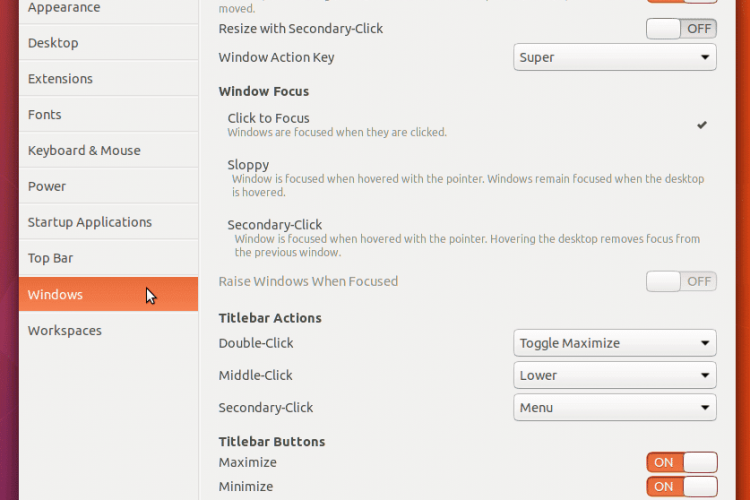 Appearance
moved.
Resize with Secondary-Click OFF
Desktop
Window Action Key Super
Extensions
Window Focus
Fonts
Click to Focus
Windows are focused when they are clicked.
Keyboard & Mouse
Sloppy
Window is focused when hovered with the pointer. Windows remain focused when the desktop
is hovered.
Power
Startup Applications
Secondary-Click
Window is focused when hovered with the pointer. Hovering the desktop removes focus from
the previous window.
Top Bar
Raise Windows When Focused OFF
Windows
Titlebar Actions
Workspaces
Double-Click Toggle Maximize
Middle-Click Lower
Secondary-Click Menu
Titlebar Buttons
Maximize ON
Minimize ON